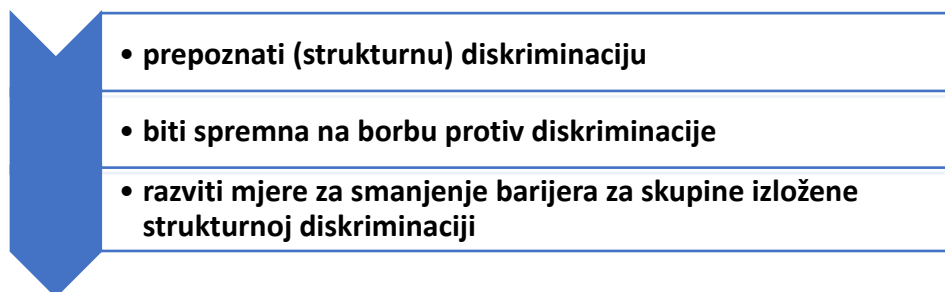 • prepoznati (strukturnu) diskriminaciju
• biti spremna na borbu protiv diskriminacije
• razviti mjere za smanjenje barijera za skupine izložene
strukturnoj diskriminaciji